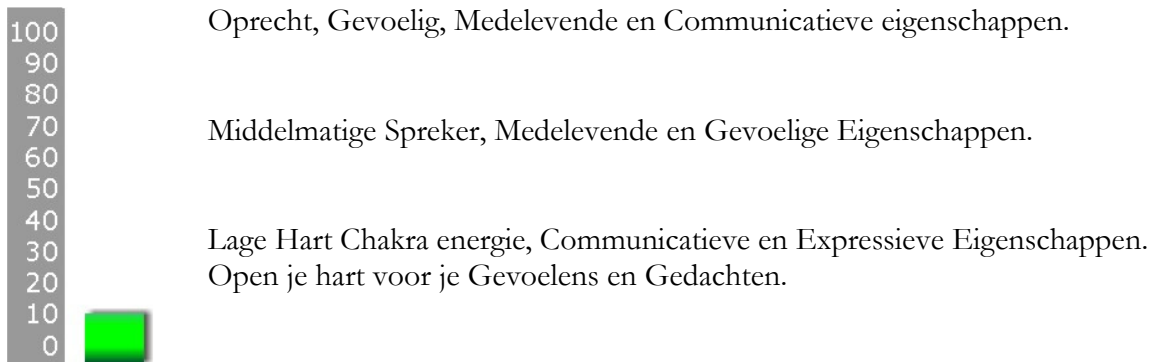 Oprecht, Gevoelig, Medelevende en Communicatieve eigenschappen.
100
90
80
Middelmatige Spreker, Medelevende en Gevoelige Eigenschappen.
70
60
50
40
Lage Hart Chakra energie, Communicatieve en Expressieve Eigenschappen.
30
Open je hart voor je Gevoelens en Gedachten.
20
10
0